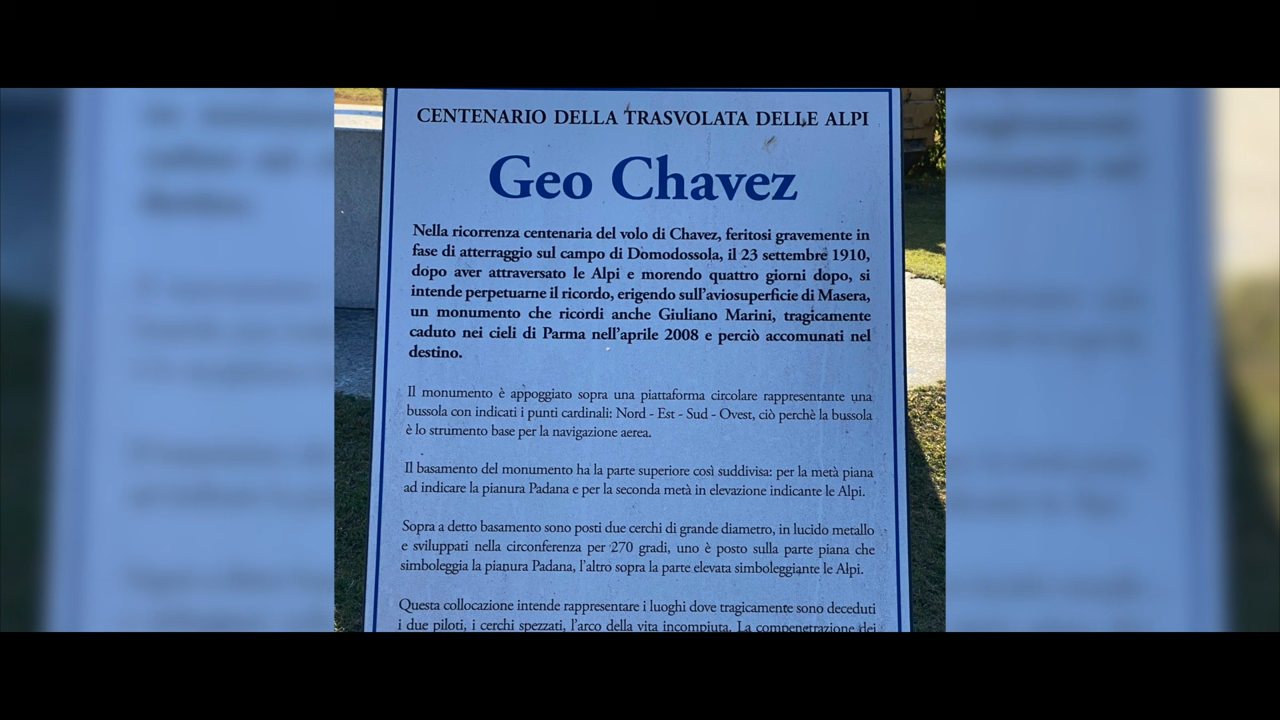 CENTENARIO DELLA TRASVOLATA DELLE ALPI
Geo Chavez
Nella ricorrenza centenaria del volo di Chavez, feritosi gravemente in
fase di atterraggio sul campo di Domodossola, il 23 settembre 1910,
dopo aver attraversato le Alpi e morendo quattro giorni dopo, si
intende perpetuarne il ricordo, erigendo sull'aviosuperficie di Masera,
un monumento che ricordi anche Giuliano Marini, tragicamente
caduto nei cieli di Parma nell'aprile 2008 e perciò accomunati nel
destino.
Il monumento è appoggiato sopra una piattaforma circolare rappresentante una
bussola con indicati i punti cardinali: Nord - Est - Sud - Ovest, ciò perchè la bussola
è lo strumento base per la navigazione aerea.
Il basamento del monumento ha la parte superiore così suddivisa: per la metà piana
ad indicare la pianura Padana e per la seconda metà in elevazione indicante le Alpi.
Sopra a detto basamento sono posti due cerchi di grande diametro, in lucido metallo
e sviluppati nella circonferenza per 270 gradi, uno è posto sulla parte piana che
simboleggia la pianura Padana, l'altro sopra la parte elevata simboleggiante le Alpi.
Questa collocazione intende rappresentare i luoghi dove tragicamente sono deceduti
i due piloti, i cerchi spezzati, l'arco della vita incompiuta. La compenetrazione dei